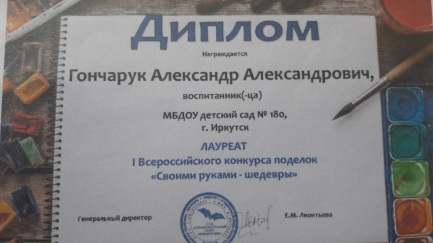 Диплом
Награждается
Гончарук Александр Александрович,
воспитанник(-ца)
МБДОУ детский сад № 180,
г. Иркутск
ЛАУРЕАТ
I Всероссийского конкурса поделок
«Своими руками - шедевры»
Генеральный директор
Е.М. Леонтьева